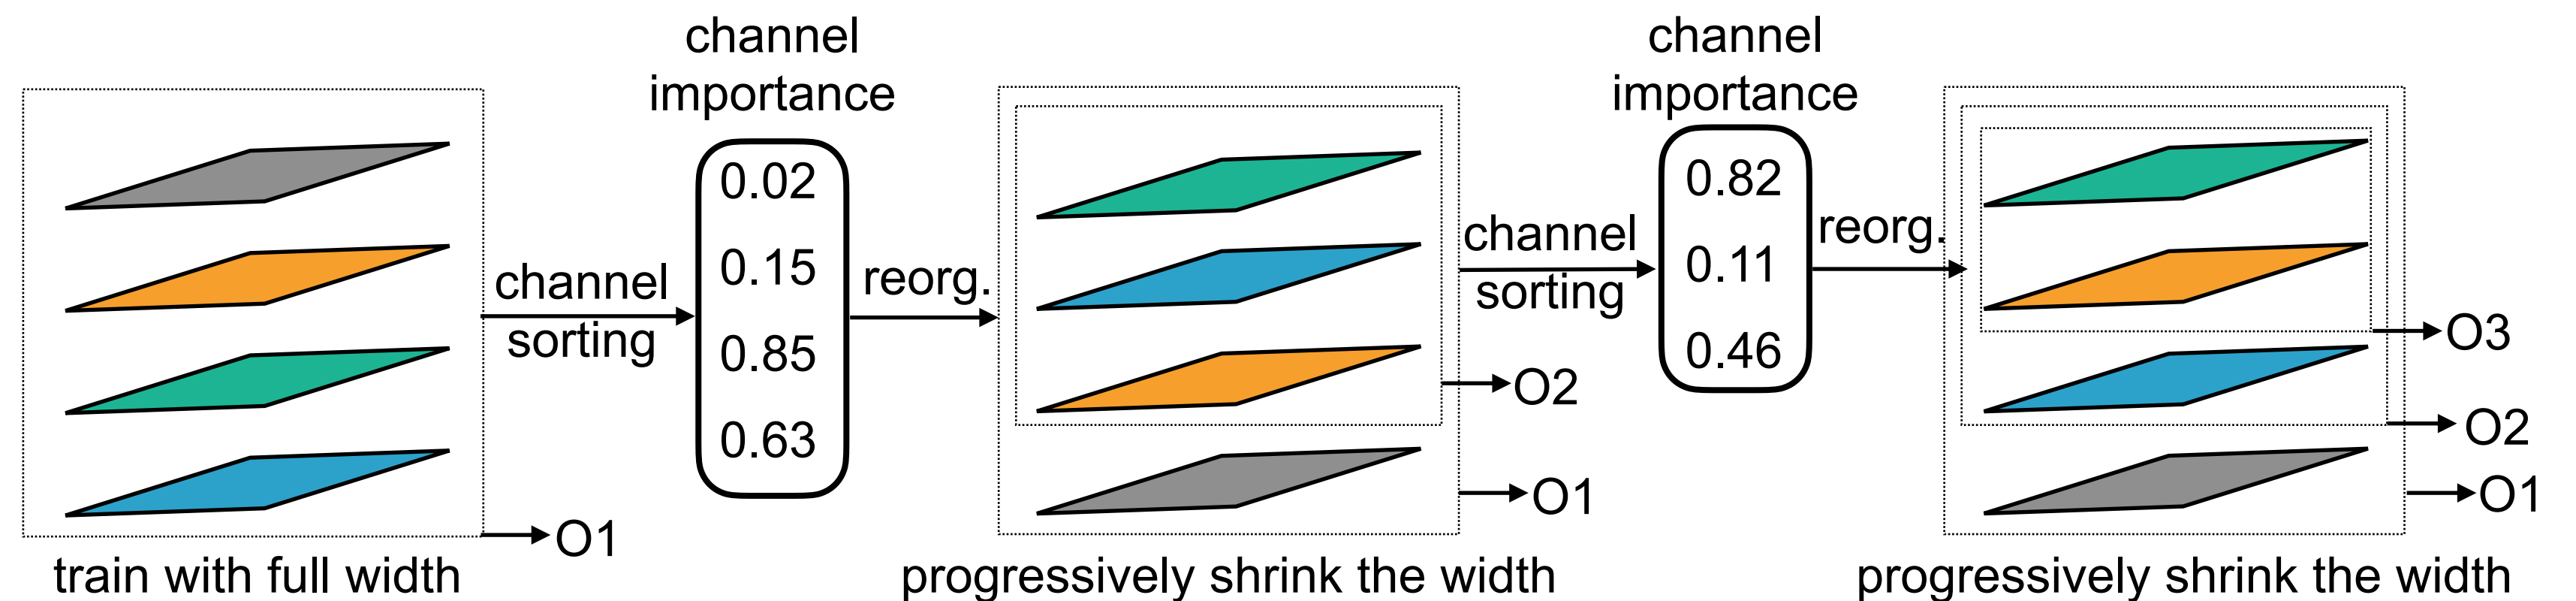 channel
importance
0.02
0.15
0.85
0.63
channel
sorting
reorg.
O1
train with full width
O2
O1
progressively shrink the width
channel
sorting
channel
importance
0.82
0.11
0.46
reorg.
O3
O2
O1
progressively shrink the width